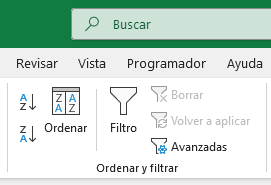 Buscar
Revisar Vista Programador Ayuda
A
Z
Z
A
Z A
A Z
Ordenar
Filtro
Borrar
Volver a aplicar
Avanzadas
Ordenar y filtrar